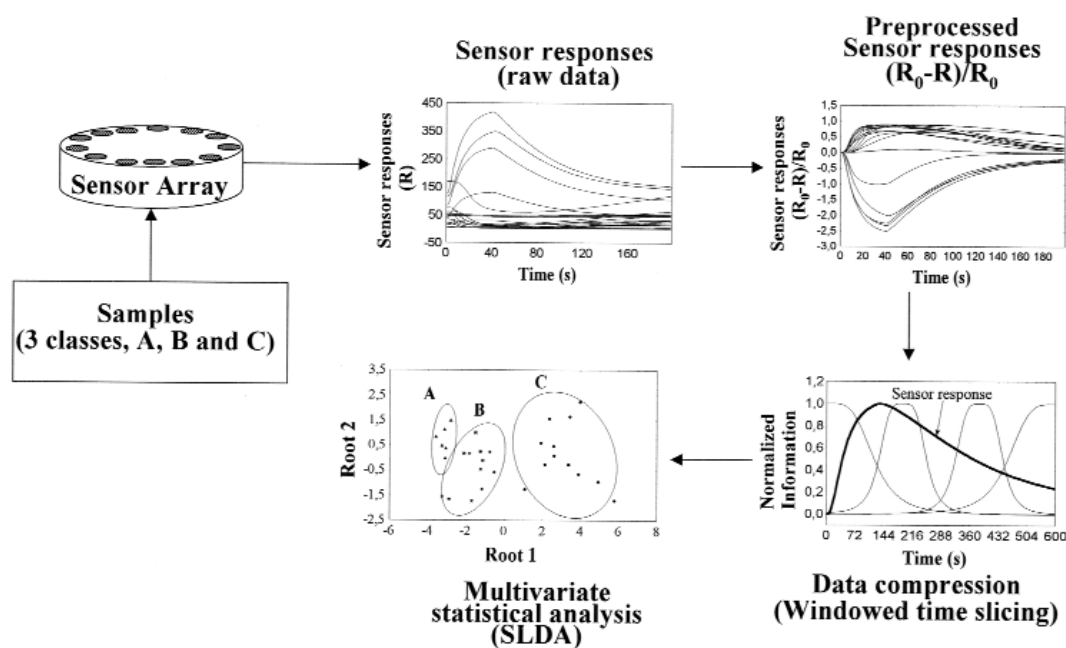 Sensor Array
Samples
(3 classes, A, B and C)
Sensor responses
(raw data)
Sensor responses
(R)
450
350
250
150
50
-50
0 40 80 120 160
Time (s)
Preprocessed
Sensor responses
(R₀-R)/R₀
Sensor responses
(R₀-R)/R₀
1,5
1,0
0,5
0,0
-0,5
-1,0
-1,5
-2,0
-2,5
-3,0
0 20 40 60 80 100 120 140 160 180
Time (s)
Normalized
Information
1,2
1,0
0,8
0,6
0,4
0,2
0,0
Sensor response
0 72 144 216 288 360 432 504 600
Time (s)
Data compression
(Windowed time slicing)
Root 2
3,5
2,5
1,5
0,5
-0,5
-1,5
-2,5
A
B
C
-6 -4 -2 0 2 4 6 8
Root 1
Multivariate
statistical analysis
(SLDA)